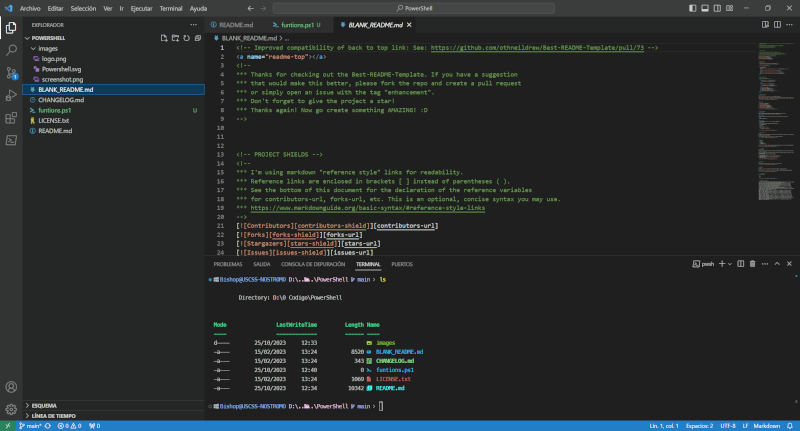 Archivo Editar Selección Ver Ir Ejecutar Terminal Ayuda
PowerShell
EXPLORADOR
POWERSHELL
images
logo.png
Powershell.svg
screenshot.png
BLANK_README.md
CHANGELOG.md
funtions.ps1 U
LICENSE.txt
README.md
ESQUEMA
LÍNEA DE TIEMPO
README.md funtions.ps1 U BLANK_README.md
BLANK_README.md > ...
1 <!-- Improved compatibility of back to top link: See: https://github.com/othneildrew/Best-README-Template/pull/73 -->
2 <a name="readme-top"></a>
3 <!--
4 *** Thanks for checking out the Best-README-Template. If you have a suggestion
5 *** that would make this better, please fork the repo and create a pull request
6 *** or simply open an issue with the tag "enhancement".
7 *** Don't forget to give the project a star!
8 *** Thanks again! Now go create something AMAZING! :D
9 -->
10
11
12
13 <!-- PROJECT SHIELDS -->
14 <!--
15 *** I'm using markdown "reference style" links for readability.
16 *** Reference links are enclosed in brackets [ ] instead of parentheses ( ).
17 *** See the bottom of this document for the declaration of the reference variables
18 *** for contributors-url, forks-url, etc. This is an optional, concise syntax you may use.
19 *** https://www.markdownguide.org/basic-syntax/#reference-style-links
20 -->
21 [![Contributors][contributors-shield]][contributors-url]
22 [![Forks][forks-shield]][forks-url]
23 [![Stargazers][stars-shield]][stars-url]
24 [![Issues][issues-shield]][issues-url]
PROBLEMAS SALIDA CONSOLA DE DEPURACIÓN TERMINAL PUERTOS
pwsh
Bishop@USCSS-NOSTROMO D:\..\PowerShell main > ls
Directory: D:\0 Codigo\PowerShell
Mode LastWriteTime Length Name
d---- 25/10/2023 12:33 images
-a--- 15/02/2023 13:24 8520 BLANK_README.md
-a--- 15/02/2023 13:24 343 CHANGELOG.md
-a--- 25/10/2023 12:40 0 funtions.ps1
-a--- 15/02/2023 13:24 1069 LICENSE.txt
-a--- 25/10/2023 12:34 10342 README.md
Bishop@USCSS-NOSTROMO D:\..\PowerShell main >
main* 0 0 0 Lín. 1, col. 1 Espacios: 2 UTF-8 LF Markdown